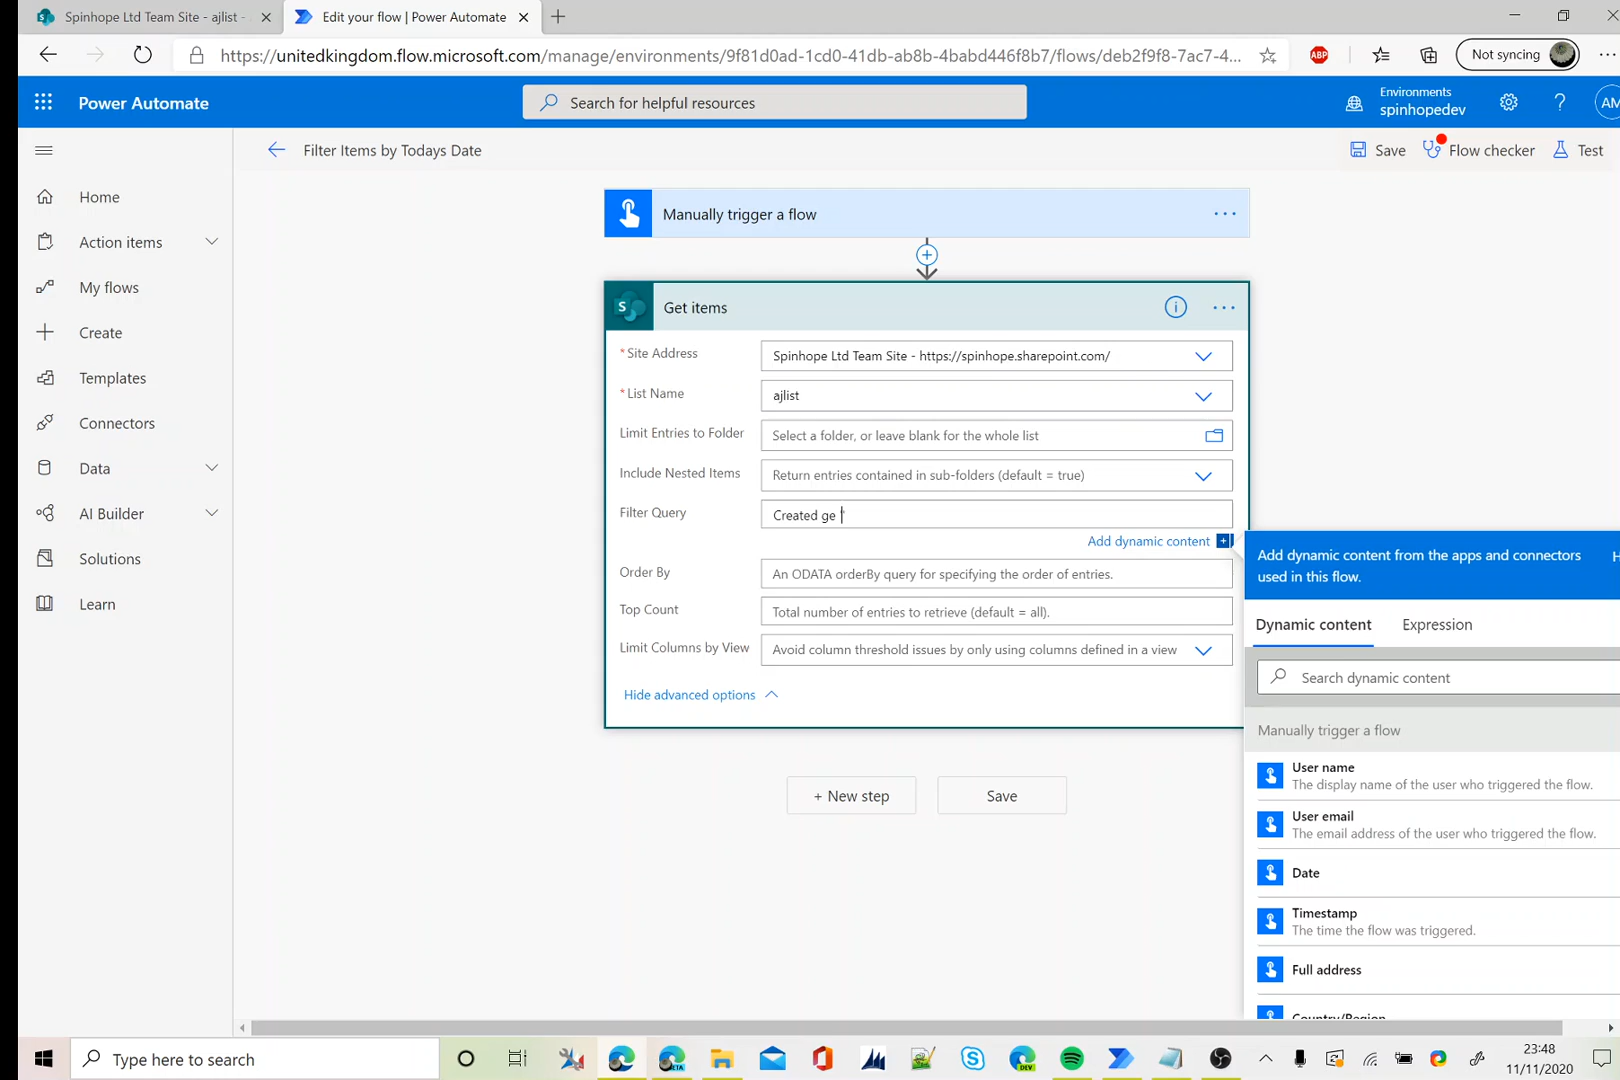 Spinhope Ltd Team Site - ajlist -
Edit your flow | Power Automate
https://unitedkingdom.flow.microsoft.com/manage/environments/9f81d0ad-1cd0-41db-ab8b-4babd446f8b7/flows/deb2f9f8-7ac7-4...
ABP
Not syncing
Power Automate
Search for helpful resources
Environments
spinhopedev
AM
Filter Items by Todays Date
Save
Flow checker
Test
Home
Action items
My flows
Create
Templates
Connectors
Data
AI Builder
Solutions
Learn
Manually trigger a flow
Get items
* Site Address
Spinhope Ltd Team Site - https://spinhope.sharepoint.com/
* List Name
ajlist
Limit Entries to Folder
Select a folder, or leave blank for the whole list
Include Nested Items
Return entries contained in sub-folders (default = true)
Filter Query
Created ge '
Add dynamic content
Order By
An ODATA orderBy query for specifying the order of entries.
Top Count
Total number of entries to retrieve (default = all).
Limit Columns by View
Avoid column threshold issues by only using columns defined in a view
Hide advanced options
+ New step
Save
Add dynamic content from the apps and connectors
used in this flow.
H
Dynamic content
Expression
Search dynamic content
Manually trigger a flow
User name
The display name of the user who triggered the flow.
User email
The email address of the user who triggered the flow.
Date
Timestamp
The time the flow was triggered.
Full address
Country/Region
Type here to search
BETA
DEV
23:48
11/11/2020